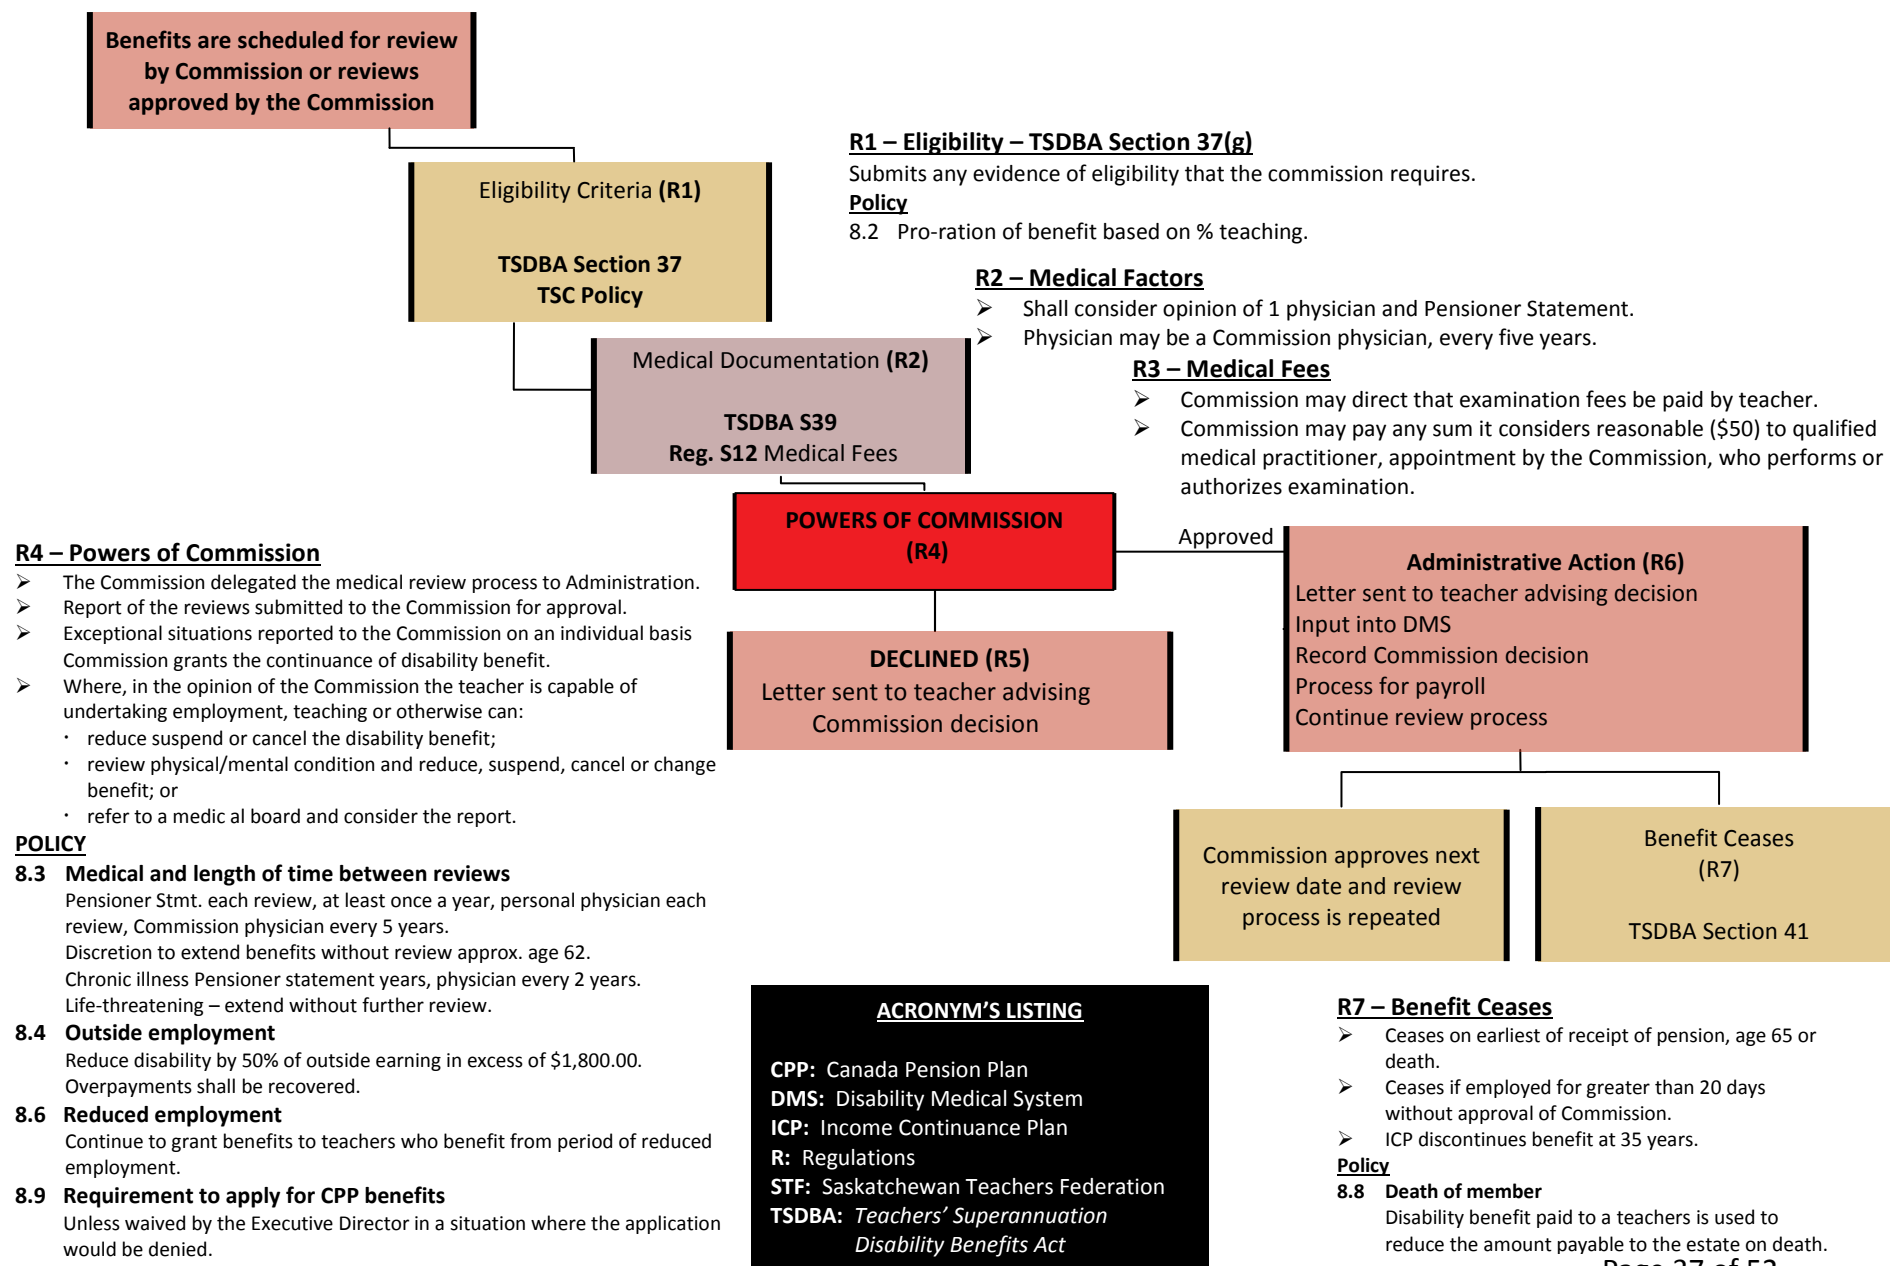 Benefits are scheduled for review
by Commission or reviews
approved by the Commission
Eligibility Criteria (R1)
TSDBA Section 37
TSC Policy
R1 – Eligibility – TSDBA Section 37(g)
Submits any evidence of eligibility that the commission requires.
Policy
8.2 Pro-ration of benefit based on % teaching.
R2 – Medical Factors
➢ Shall consider opinion of 1 physician and Pensioner Statement.
➢ Physician may be a Commission physician, every five years.
Medical Documentation (R2)
TSDBA S39
Reg. S12 Medical Fees
R3 – Medical Fees
➢ Commission may direct that examination fees be paid by teacher.
➢ Commission may pay any sum it considers reasonable ($50) to qualified
medical practitioner, appointment by the Commission, who performs or
authorizes examination.
POWERS OF COMMISSION
(R4)
Approved
Administrative Action (R6)
Letter sent to teacher advising decision
Input into DMS
Record Commission decision
Process for payroll
Continue review process
DECLINED (R5)
Letter sent to teacher advising
Commission decision
R4 – Powers of Commission
➢ The Commission delegated the medical review process to Administration.
➢ Report of the reviews submitted to the Commission for approval.
➢ Exceptional situations reported to the Commission on an individual basis
Commission grants the continuance of disability benefit.
➢ Where, in the opinion of the Commission the teacher is capable of
undertaking employment, teaching or otherwise can:
· reduce suspend or cancel the disability benefit;
· review physical/mental condition and reduce, suspend, cancel or change
benefit; or
· refer to a medic al board and consider the report.
POLICY
8.3 Medical and length of time between reviews
Pensioner Stmt. each review, at least once a year, personal physician each
review, Commission physician every 5 years.
Discretion to extend benefits without review approx. age 62.
Chronic illness Pensioner statement years, physician every 2 years.
Life-threatening – extend without further review.
8.4 Outside employment
Reduce disability by 50% of outside earning in excess of $1,800.00.
Overpayments shall be recovered.
8.6 Reduced employment
Continue to grant benefits to teachers who benefit from period of reduced
employment.
8.9 Requirement to apply for CPP benefits
Unless waived by the Executive Director in a situation where the application
would be denied.
Commission approves next
review date and review
process is repeated
Benefit Ceases
(R7)
TSDBA Section 41
ACRONYM'S LISTING
CPP: Canada Pension Plan
DMS: Disability Medical System
ICP: Income Continuance Plan
R: Regulations
STF: Saskatchewan Teachers Federation
TSDBA: Teachers' Superannuation
Disability Benefits Act
R7 – Benefit Ceases
➢ Ceases on earliest of receipt of pension, age 65 or
death.
➢ Ceases if employed for greater than 20 days
without approval of Commission.
➢ ICP discontinues benefit at 35 years.
Policy
8.8 Death of member
Disability benefit paid to a teachers is used to
reduce the amount payable to the estate on death.
Page 37 of 52